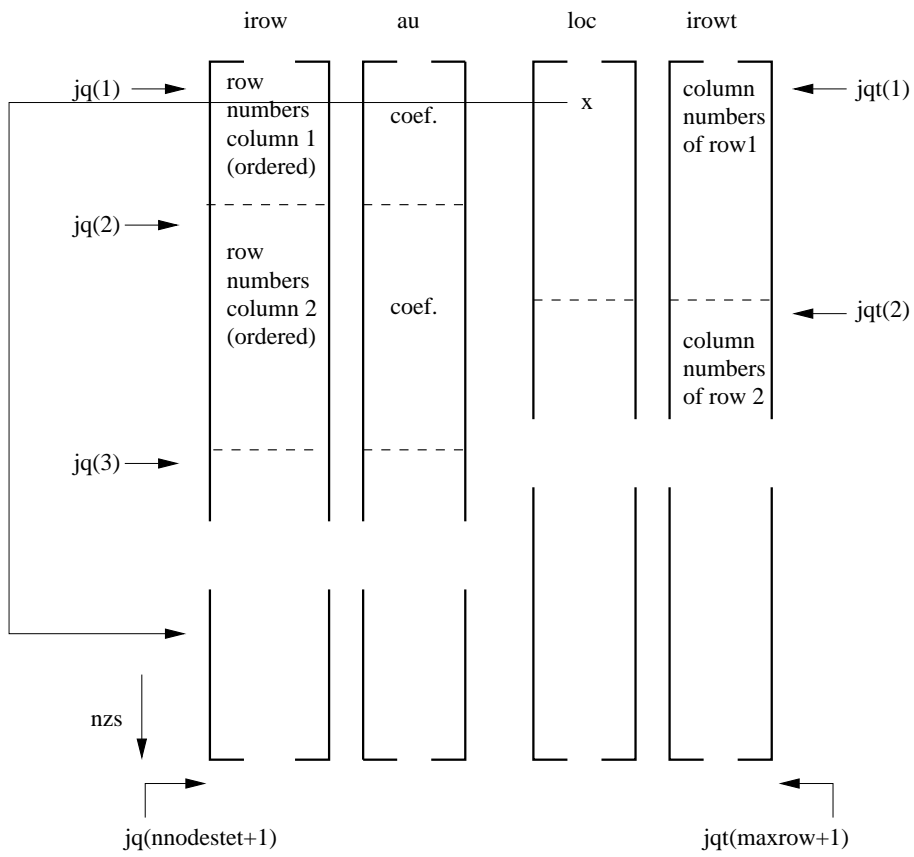 irow au loc irowt
jq(1)
row
numbers
column 1
(ordered)
coef.
x
column
numbers
of row1
jqt(1)
jq(2)
row
numbers
column 2
(ordered)
coef.
column
numbers
of row 2
jqt(2)
jq(3)
nzs
jq(nnodestet+1)
jqt(maxrow+1)